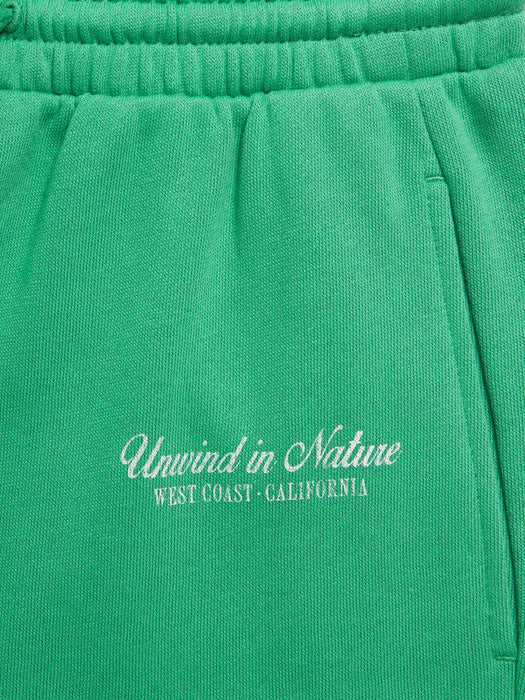 Unwind in Nature
WEST COAST · CALIFORNIA